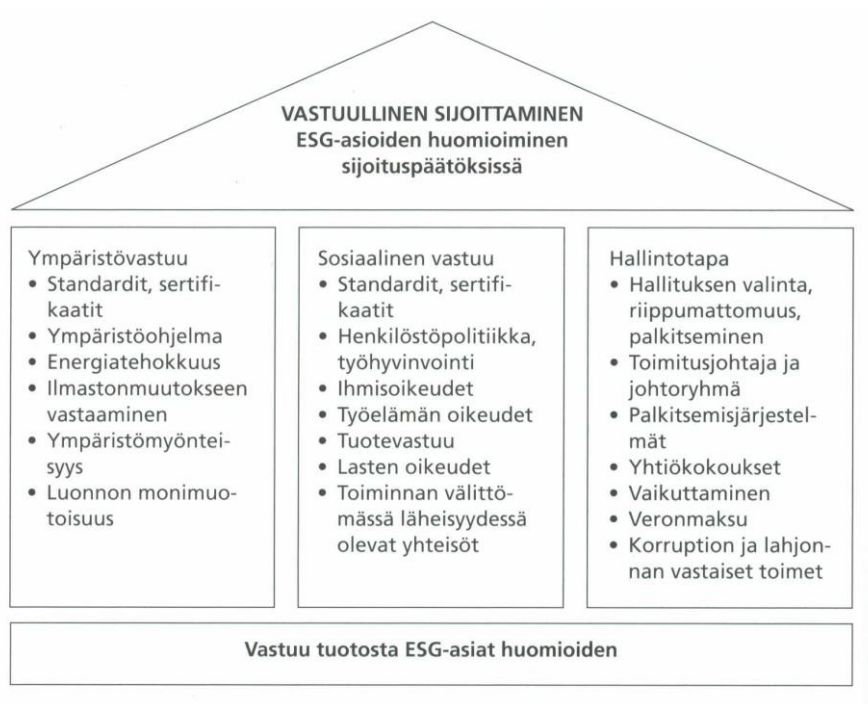 VASTUULLINEN SIJOITTAMINEN
ESG-asioiden huomioiminen
sijoituspäätöksissä
Ympäristövastuu
• Standardit, sertifi-
kaatit
• Ympäristöohjelma
• Energiatehokkuus
• Ilmastonmuutokseen
vastaaminen
• Ympäristömyöntei-
syys
• Luonnon monimuo-
toisuus
Sosiaalinen vastuu
• Standardit, sertifi-
kaatit
• Henkilöstöpolitiikka,
työhyvinvointi
• Ihmisoikeudet
• Työelämän oikeudet
• Tuotevastuu
• Lasten oikeudet
• Toiminnan välittö-
mässä läheisyydessä
olevat yhteisöt
Hallintotapa
• Hallituksen valinta,
riippumattomuus,
palkitseminen
• Toimitusjohtaja ja
johtoryhmä
• Palkitsemisjärjestel-
mät
• Yhtiökokoukset
• Vaikuttaminen
• Veronmaksu
• Korruption ja lahjon-
nan vastaiset toimet
Vastuu tuotosta ESG-asiat huomioiden